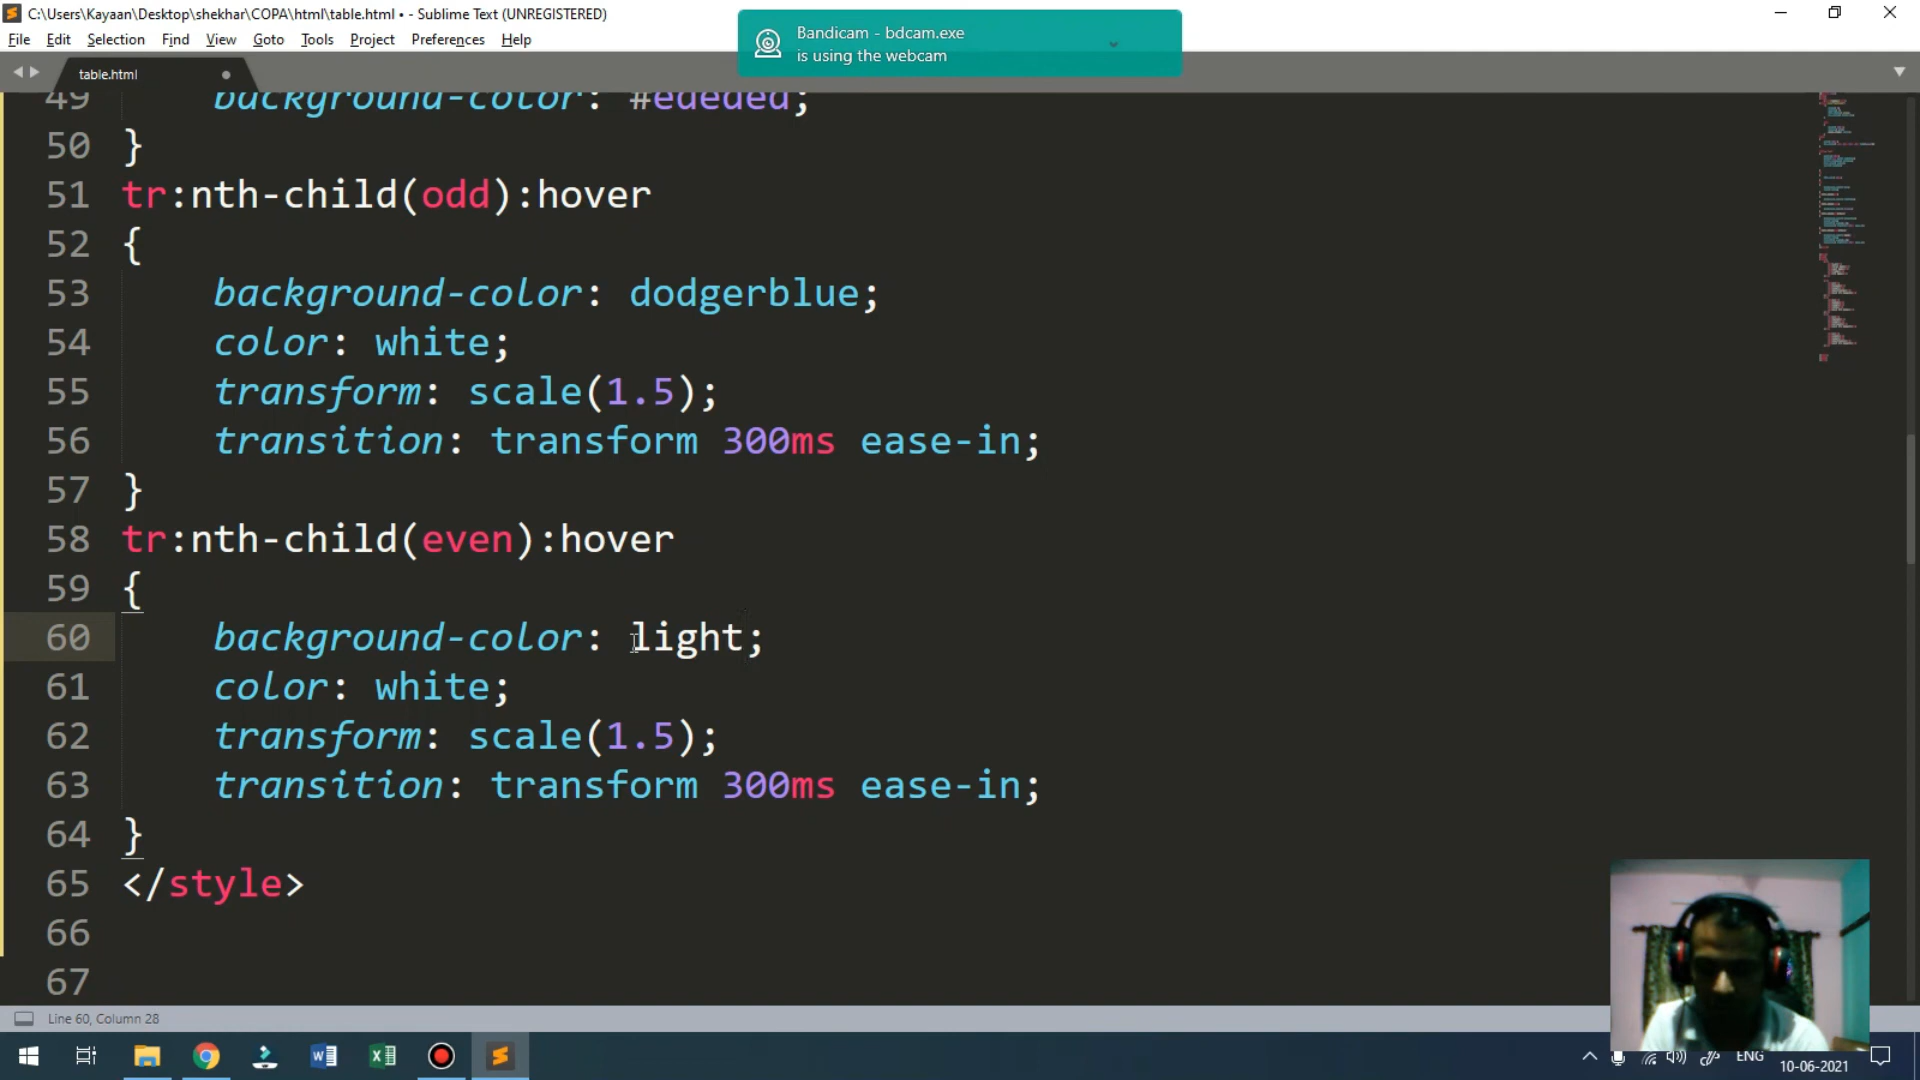 C:\Users\Kayaan\Desktop\shekhar\COPA\html\table.html • - Sublime Text (UNREGISTERED)
Bandicam - bdcam.exe
is using the webcam
File Edit Selection Find View Goto Tools Project Preferences Help
table.html
49 background-color: #ededed;
50 }
51 tr:nth-child(odd):hover
52 {
53 background-color: dodgerblue;
54 color: white;
55 transform: scale(1.5);
56 transition: transform 300ms ease-in;
57 }
58 tr:nth-child(even):hover
59 {
60 background-color: light;
61 color: white;
62 transform: scale(1.5);
63 transition: transform 300ms ease-in;
64 }
65 </style>
66
67
Line 60, Column 28
ENG
10-06-2021